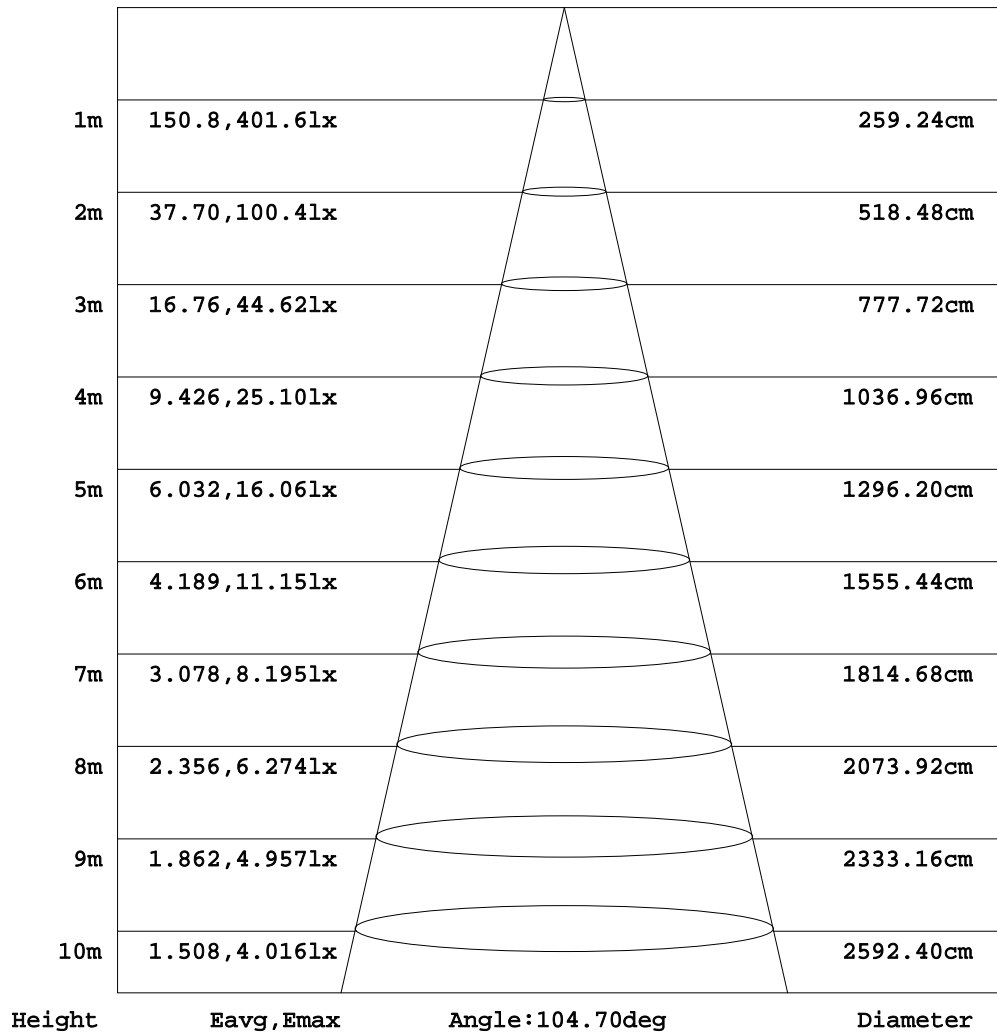 1m 150.8,401.6lx 259.24cm
2m 37.70,100.4lx 518.48cm
3m 16.76,44.62lx 777.72cm
4m 9.426,25.10lx 1036.96cm
5m 6.032,16.06lx 1296.20cm
6m 4.189,11.15lx 1555.44cm
7m 3.078,8.195lx 1814.68cm
8m 2.356,6.274lx 2073.92cm
9m 1.862,4.957lx 2333.16cm
10m 1.508,4.016lx 2592.40cm
Height Eavg,Emax Angle:104.70deg Diameter